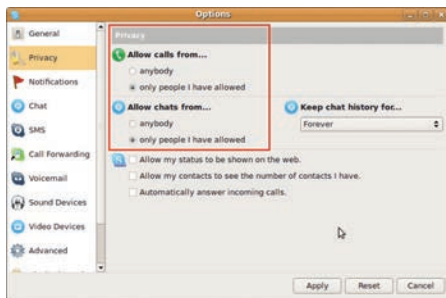 Options
General
Privacy
Notifications
Chat
SMS
Call Forwarding
Voicemail
Sound Devices
Video Devices
Advanced
Privacy
Allow calls from...
anybody
only people I have allowed
Allow chats from...
anybody
only people I have allowed
Keep chat history for...
Forever
Allow my status to be shown on the web.
Allow my contacts to see the number of contacts I have.
Automatically answer incoming calls.
Apply Reset Cancel